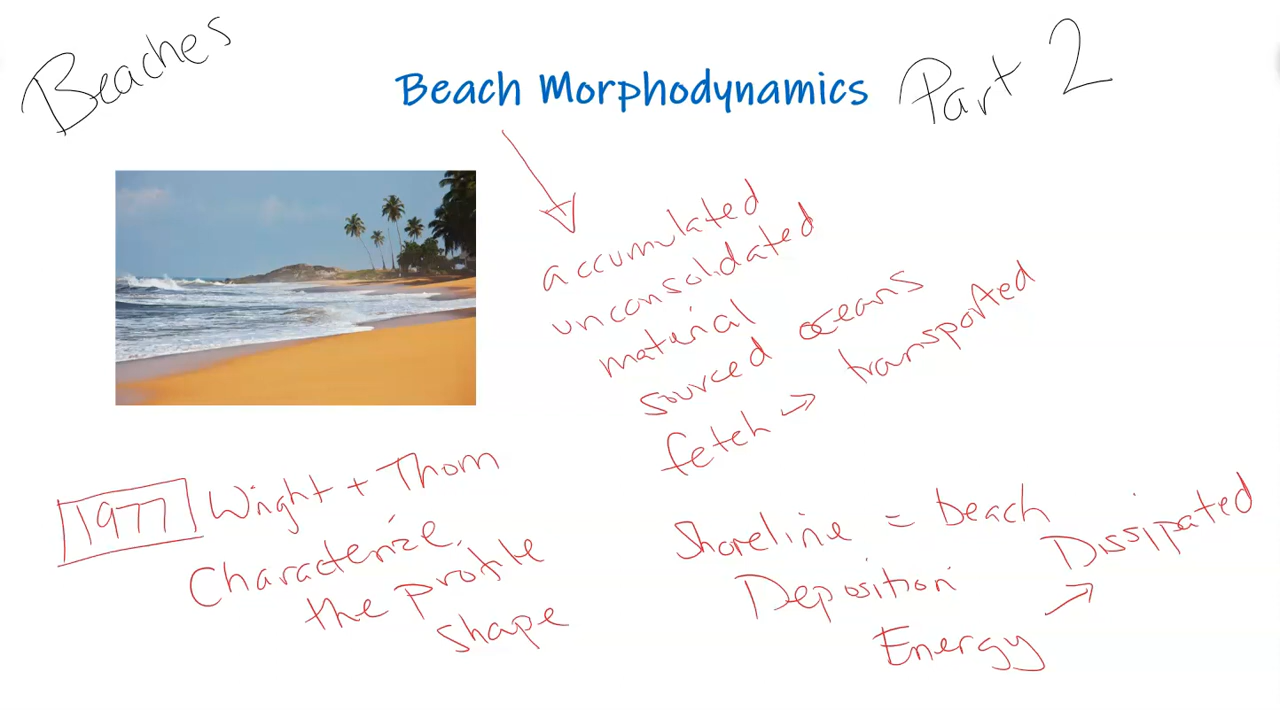 Beaches
Beach Morphodynamics Part 2
accumulated
unconsolidated
material
sourced oceans
fetch → transported
1977 Wright + Thom
Characterize
the profile
shape
Shoreline = beach
Deposition
Energy → Dissipated